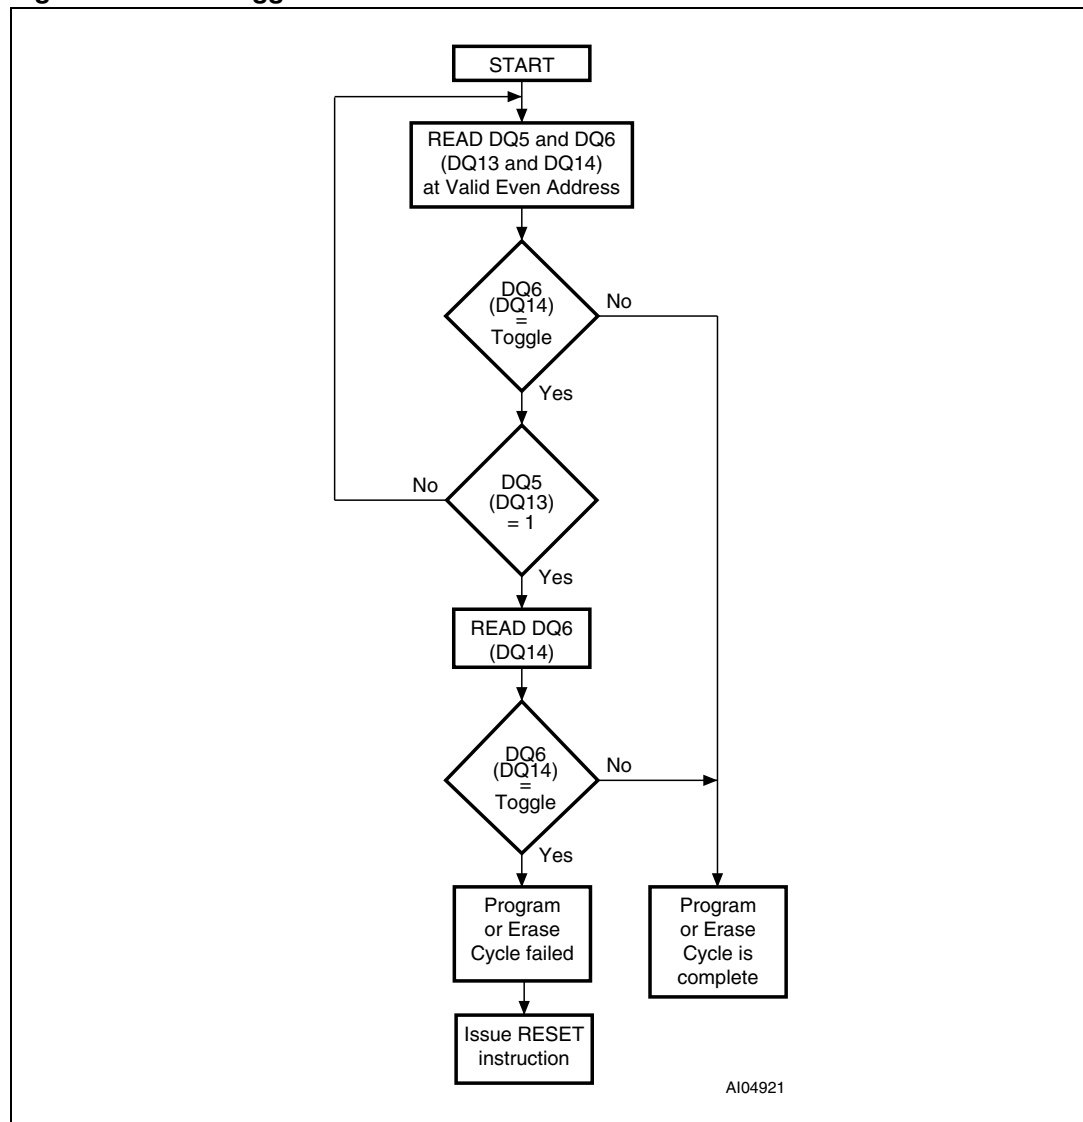 START
READ DQ5 and DQ6
(DQ13 and DQ14)
at Valid Even Address
DQ6
(DQ14)
=
Toggle
No
Yes
DQ5
(DQ13)
= 1
No
Yes
READ DQ6
(DQ14)
DQ6
(DQ14)
=
Toggle
No
Yes
Program
or Erase
Cycle failed
Program
or Erase
Cycle is
complete
Issue RESET
instruction
AI04921